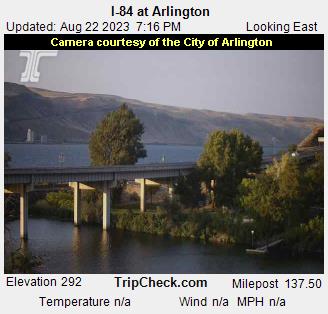 I-84 at Arlington
Updated: Aug 22 2023 7:16 PM Looking East
Camera courtesy of the City of Arlington
Elevation 292 TripCheck.com Milepost 137.50
Temperature n/a Wind n/a MPH n/a